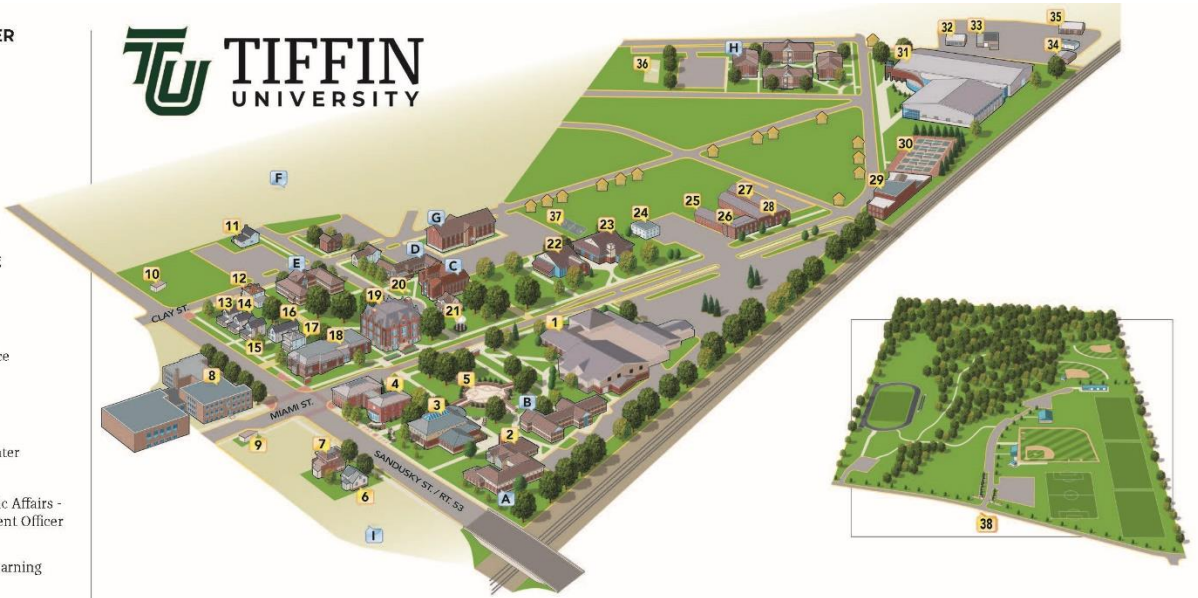 ER
ce
ter
c Affairs -
ent Officer
arning
TU TIFFIN
UNIVERSITY
32
33
35
34
31
H
36
30
29
F
G
37
24
23
22
25
26
27
28
11
D
C
E
10
12
20
19
21
13
14
16
17
15
18
CLAY ST.
1
8
4
5
3
B
2
MIAMI ST.
9
7
6
SANDUSKY ST. / RT. 53
A
I
38